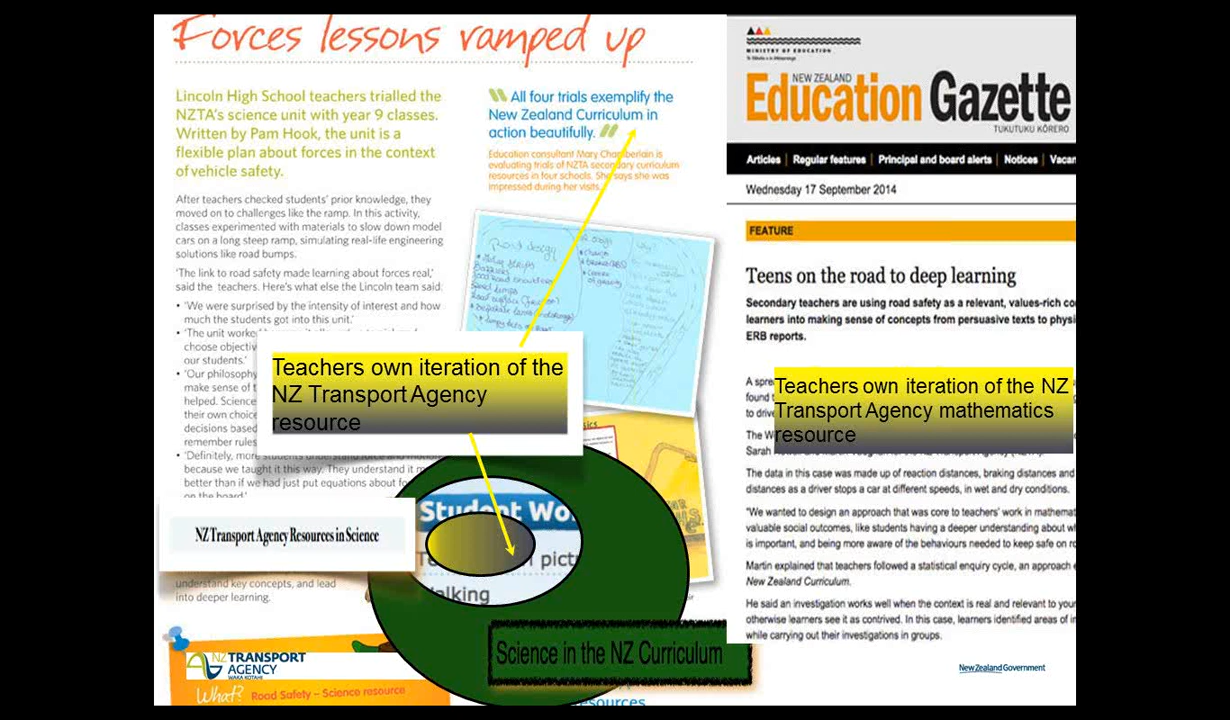 Forces lessons ramped up
Lincoln High School teachers trialled the
NZTA's science unit with year 9 classes.
Written by Pam Hook, the unit is a
flexible plan about forces in the context
of vehicle safety.
After teachers checked students' prior knowledge, they
moved on to challenges like the ramp. In this activity,
classes experimented with materials to slow down model
cars on a long steep ramp, simulating real-life engineering
solutions like road bumps.
'The link to road safety made learning about forces real,'
said the teachers. Here's what else the Lincoln team said:
• 'We were surprised by the intensity of interest and how
much the students got into this unit.'
• 'The unit worked
choose objectiv
our students.'
• 'Our philosophy
make sense of t
helped. Science
their own choice
decisions based
remember rules
• 'Definitely, more students understand force and motion
because we taught it this way. They understand it m
better than if we had just put equations about fo
on the board.'
understand key concepts, and lead
into deeper learning.
All four trials exemplify the
New Zealand Curriculum in
action beautifully.
Education consultant Mary Chamberlain is
evaluating trials of NZTA secondary curriculum
resources in four schools. She says she was
impressed during her visits.
Road design
Teachers own iteration of the
NZ Transport Agency
resource
NZ Transport Agency Resources in Science
Student Wo
pict
alking
Science in the NZ Curriculum
NZ TRANSPORT
AGENCY
WAKA KOTAHI
What? Road Safety – Science resource
esources
MINISTRY OF EDUCATION
NEW ZEALAND
Education Gazette
TUKUTUKU KŌRERO
Articles | Regular features | Principal and board alerts | Notices | Vacan
Wednesday 17 September 2014
FEATURE
Teens on the road to deep learning
Secondary teachers are using road safety as a relevant, values-rich co
learners into making sense of concepts from persuasive texts to physi
ERB reports.
A spre
found t
to drive
Teachers own iteration of the NZ
Transport Agency mathematics
resource
The W
Sarah
The data in this case was made up of reaction distances, braking distances and
distances as a driver stops a car at different speeds, in wet and dry conditions.
"We wanted to design an approach that was core to teachers' work in mathemat
valuable social outcomes, like students having a deeper understanding about wh
is important, and being more aware of the behaviours needed to keep safe on ro
Martin explained that teachers followed a statistical enquiry cycle, an approach e
New Zealand Curriculum.
He said an investigation works well when the context is real and relevant to your
otherwise learners see it as contrived. In this case, learners identified areas of in
while carrying out their investigations in groups.
New Zealand Government